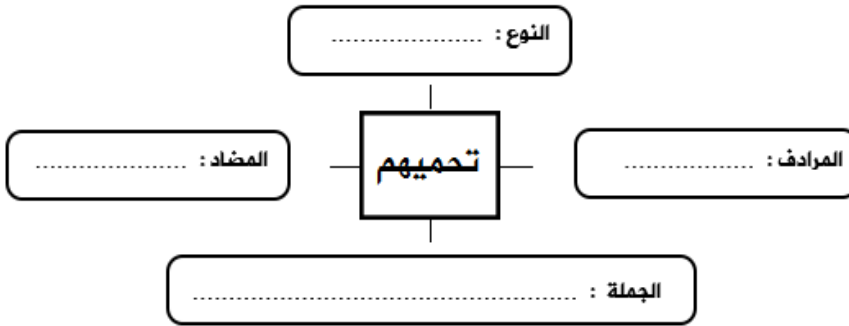 النوع : ......................
المرادف : ...................
تحميهم
المضاد : ......................
الجملة : ........................................................